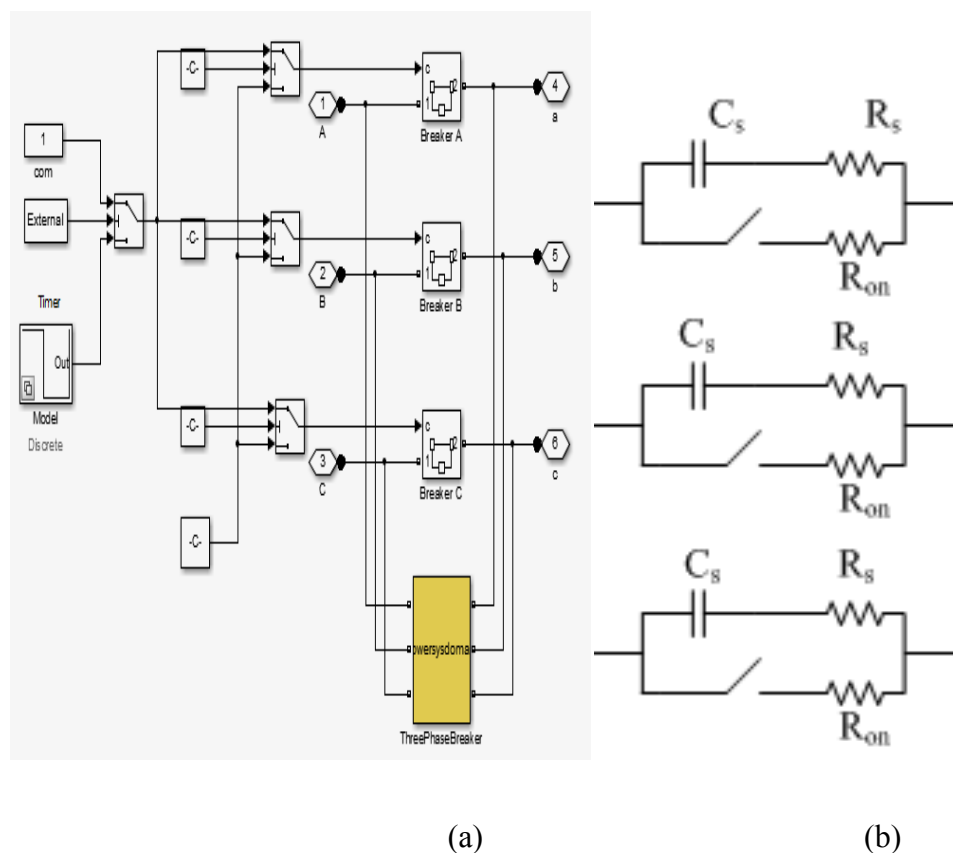 -C-
c
2
1
Breaker A
4
a
1
A
1
com
External
-C-
c
2
1
Breaker B
5
b
2
B
Timer
Out
Model
Discrete
-C-
c
2
1
Breaker C
6
c
3
C
-C-
owersysdoma
ThreePhaseBreaker
Cs
Rs
Ron
Cs
Rs
Ron
Cs
Rs
Ron
(a)
(b)